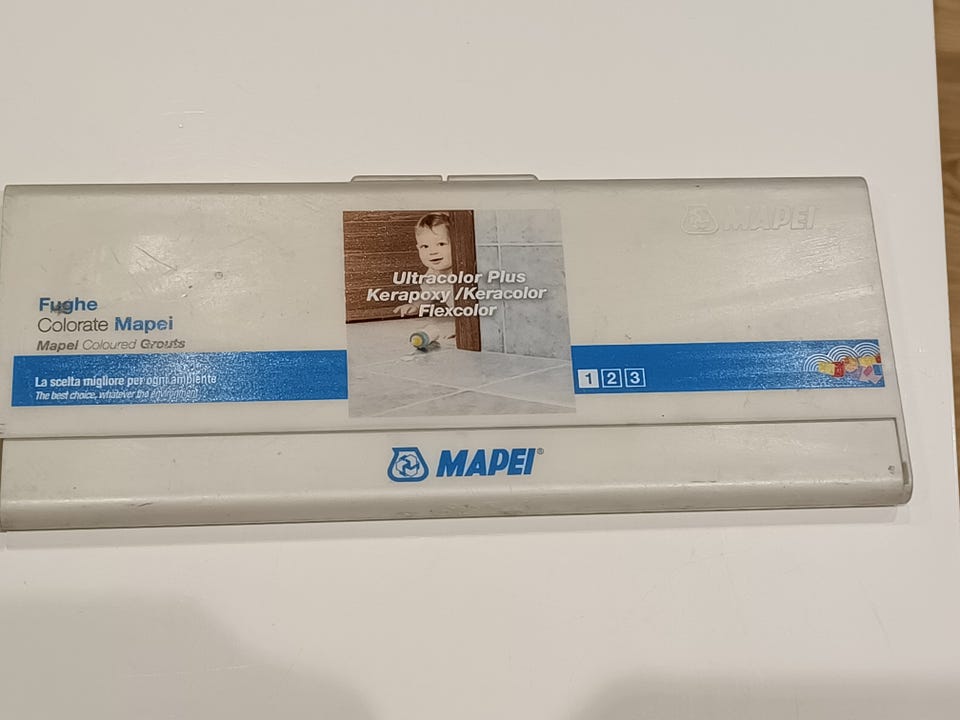 MAPEI
Ultracolor Plus
Kerapoxy /Keracolor
Flexcolor
Fughe
Colorate Mapei
Mapei Coloured Grouts
La scelta migliore per ogni ambiente
The best choice, whatever the environment
1 2 3
MAPEI®